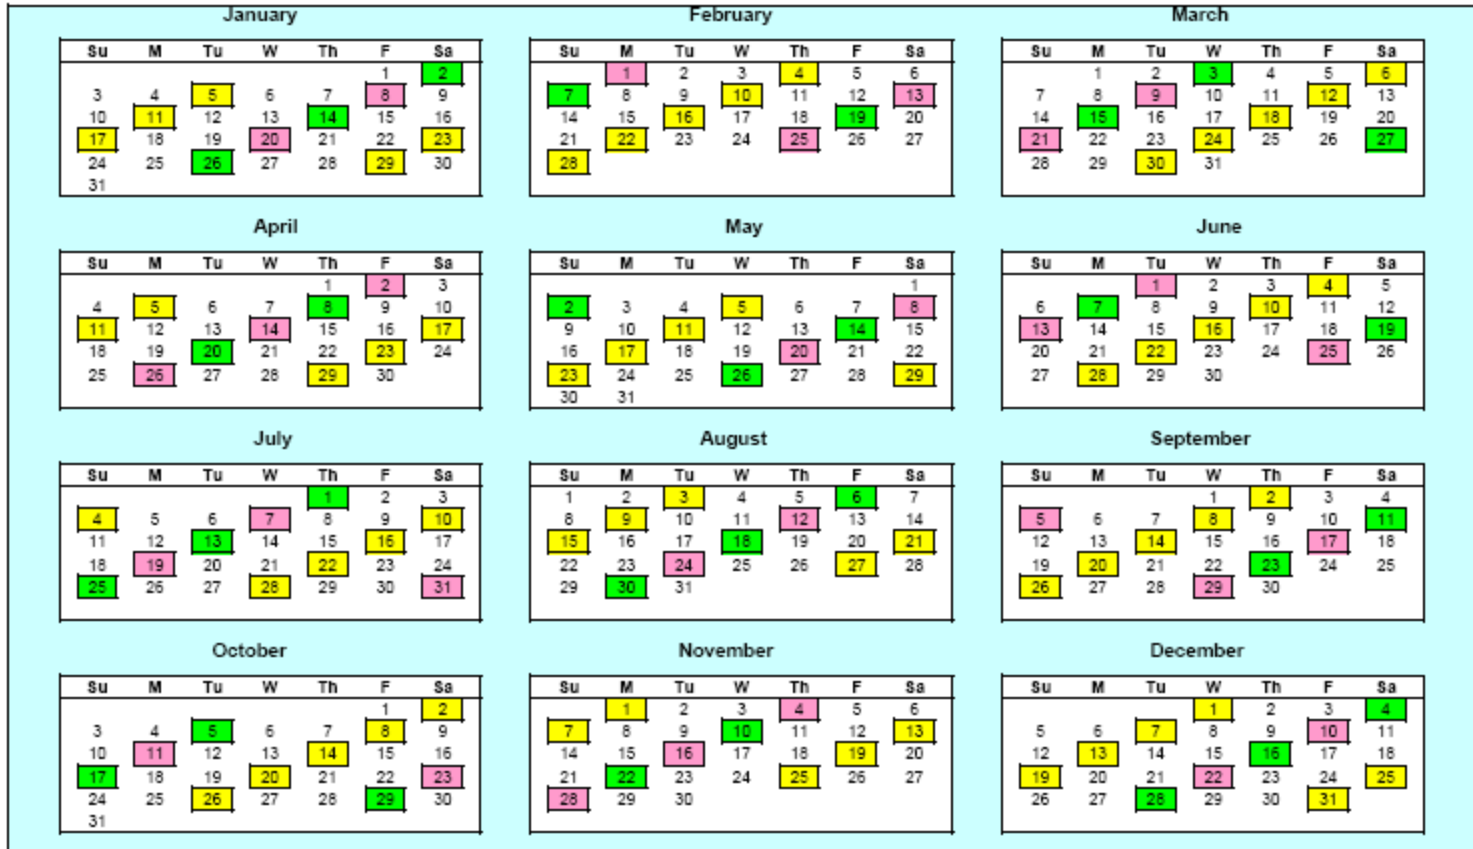 January February March
Su M Tu W Th F Sa Su M Tu W Th F Sa Su M Tu W Th F Sa
1 2 1 2 3 4 5 6 1 2 3 4 5 6
3 4 5 6 7 8 9 7 8 9 10 11 12 13 7 8 9 10 11 12 13
10 11 12 13 14 15 16 14 15 16 17 18 19 20 14 15 16 17 18 19 20
17 18 19 20 21 22 23 21 22 23 24 25 26 27 21 22 23 24 25 26 27
24 25 26 27 28 29 30 28 28 29 30 31
31
April May June
Su M Tu W Th F Sa Su M Tu W Th F Sa Su M Tu W Th F Sa
1 2 3 1 1 2 3 4 5
4 5 6 7 8 9 10 2 3 4 5 6 7 8 6 7 8 9 10 11 12
11 12 13 14 15 16 17 9 10 11 12 13 14 15 13 14 15 16 17 18 19
18 19 20 21 22 23 24 16 17 18 19 20 21 22 20 21 22 23 24 25 26
25 26 27 28 29 30 23 24 25 26 27 28 29 27 28 29 30
30 31
July August September
Su M Tu W Th F Sa Su M Tu W Th F Sa Su M Tu W Th F Sa
1 2 3 1 2 3 4 5 6 7 1 2 3 4
4 5 6 7 8 9 10 8 9 10 11 12 13 14 5 6 7 8 9 10 11
11 12 13 14 15 16 17 15 16 17 18 19 20 21 12 13 14 15 16 17 18
18 19 20 21 22 23 24 22 23 24 25 26 27 28 19 20 21 22 23 24 25
25 26 27 28 29 30 31 29 30 31 26 27 28 29 30
October November December
Su M Tu W Th F Sa Su M Tu W Th F Sa Su M Tu W Th F Sa
1 2 1 2 3 4 5 6 1 2 3 4
3 4 5 6 7 8 9 7 8 9 10 11 12 13 5 6 7 8 9 10 11
10 11 12 13 14 15 16 14 15 16 17 18 19 20 12 13 14 15 16 17 18
17 18 19 20 21 22 23 21 22 23 24 25 26 27 19 20 21 22 23 24 25
24 25 26 27 28 29 30 28 29 30 26 27 28 29 30 31
31